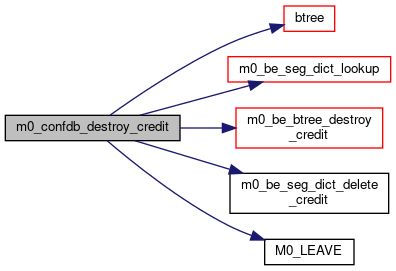 btree
m0_be_seg_dict_lookup
m0_confdb_destroy_credit
m0_be_btree_destroy
_credit
m0_be_seg_dict_delete
_credit
M0_LEAVE